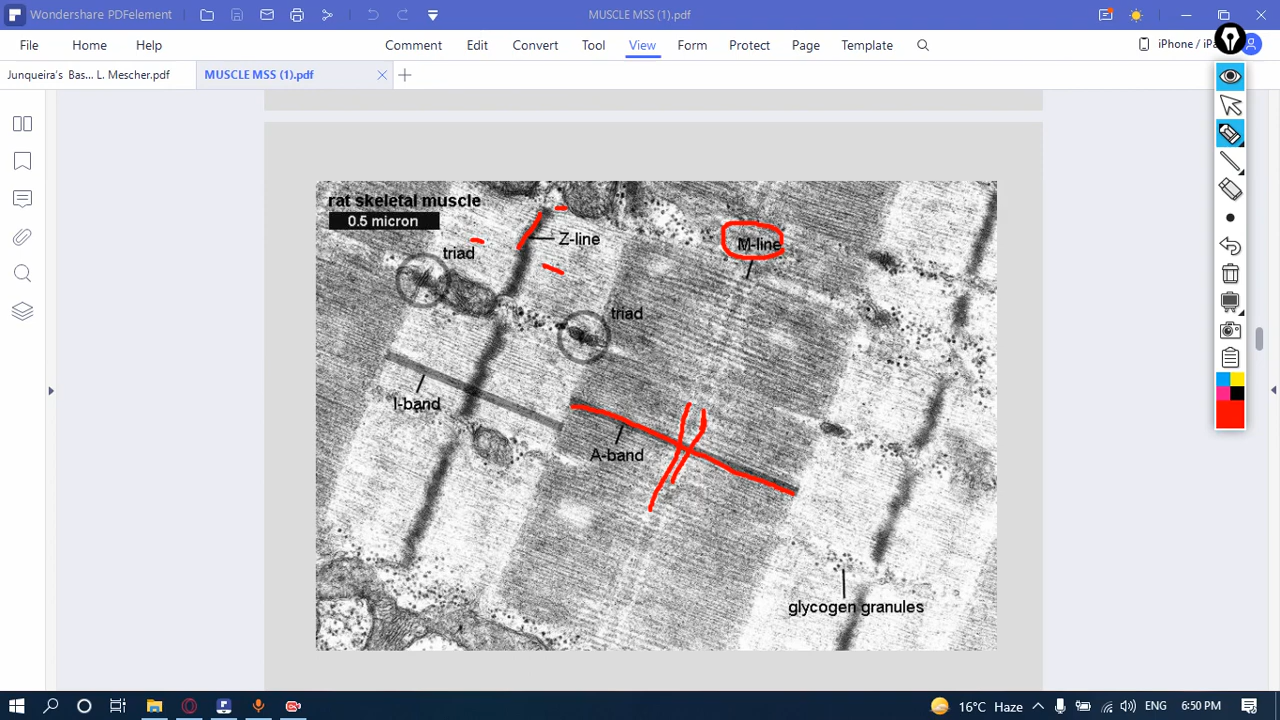 Wondershare PDFelement
MUSCLE MSS (1).pdf
File Home Help Comment Edit Convert Tool View Form Protect Page Template
iPhone / iPa
Junqueira's Bas... L. Mescher.pdf
MUSCLE MSS (1).pdf
rat skeletal muscle
0.5 micron
Z-line
M-line
triad
triad
I-band
A-band
glycogen granules
16°C Haze
ENG
6:50 PM